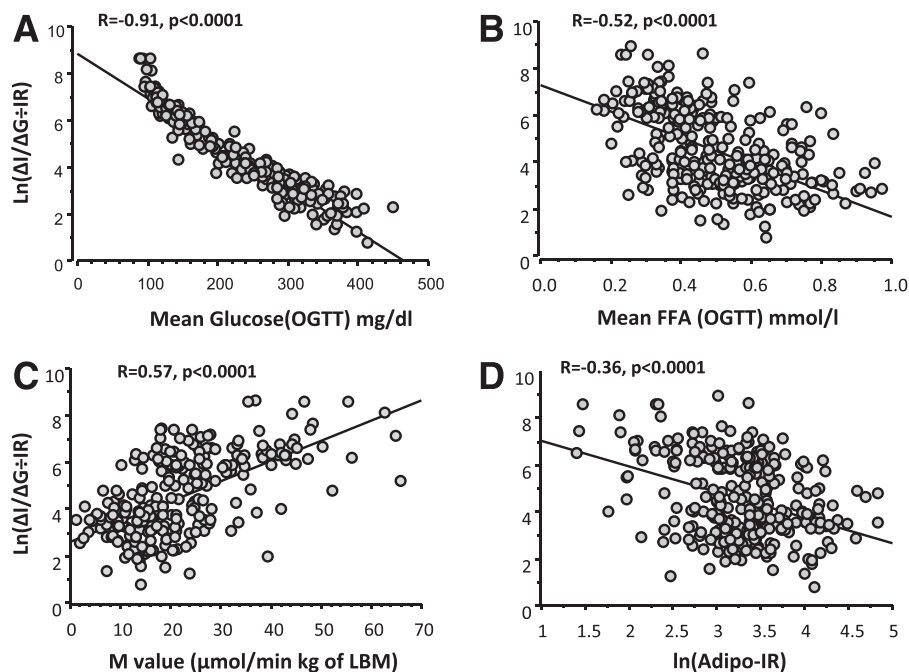 A
R=-0.91, p<0.0001
10
8
6
4
2
0
Ln(ΔI/ΔG÷IR)
0 100 200 300 400 500
Mean Glucose(OGTT) mg/dl
B
R=-0.52, p<0.0001
10
8
6
4
2
0
0.0 0.2 0.4 0.6 0.8 1.0
Mean FFA (OGTT) mmol/l
C
R=0.57, p<0.0001
10
8
6
4
2
0
Ln(ΔI/ΔG÷IR)
0 10 20 30 40 50 60 70
M value (µmol/min kg of LBM)
D
R=-0.36, p<0.0001
10
8
6
4
2
0
1 1.5 2 2.5 3 3.5 4 4.5 5
ln(Adipo-IR)